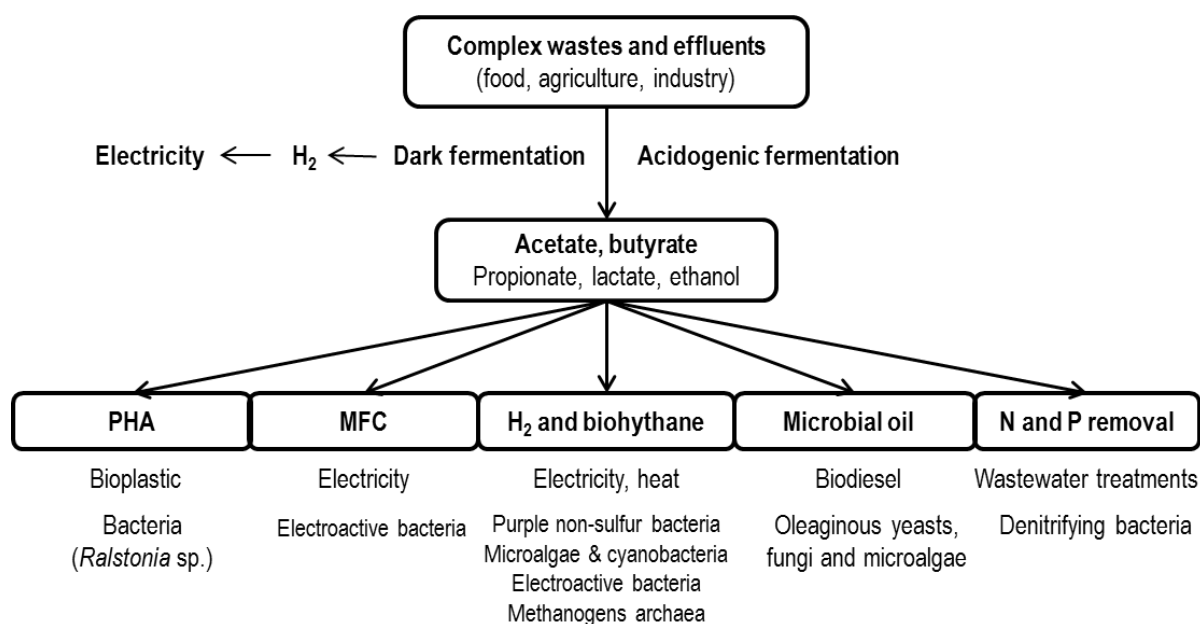 Complex wastes and effluents
(food, agriculture, industry)
Electricity
H₂
Dark fermentation
Acidogenic fermentation
Acetate, butyrate
Propionate, lactate, ethanol
PHA
MFC
H₂ and biohythane
Microbial oil
N and P removal
Bioplastic
Electricity
Electricity, heat
Biodiesel
Wastewater treatments
Bacteria
(Ralstonia sp.)
Electroactive bacteria
Purple non-sulfur bacteria
Microalgae & cyanobacteria
Electroactive bacteria
Methanogens archaea
Oleaginous yeasts,
fungi and microalgae
Denitrifying bacteria